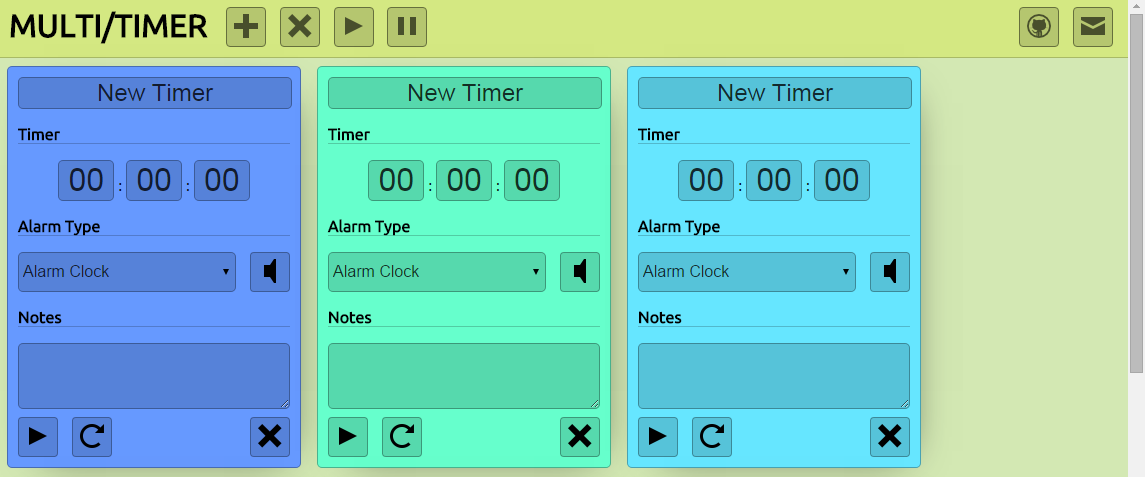 MULTI/TIMER
New Timer
Timer
00 : 00 : 00
Alarm Type
Alarm Clock
Notes
New Timer
Timer
00 : 00 : 00
Alarm Type
Alarm Clock
Notes
New Timer
Timer
00 : 00 : 00
Alarm Type
Alarm Clock
Notes